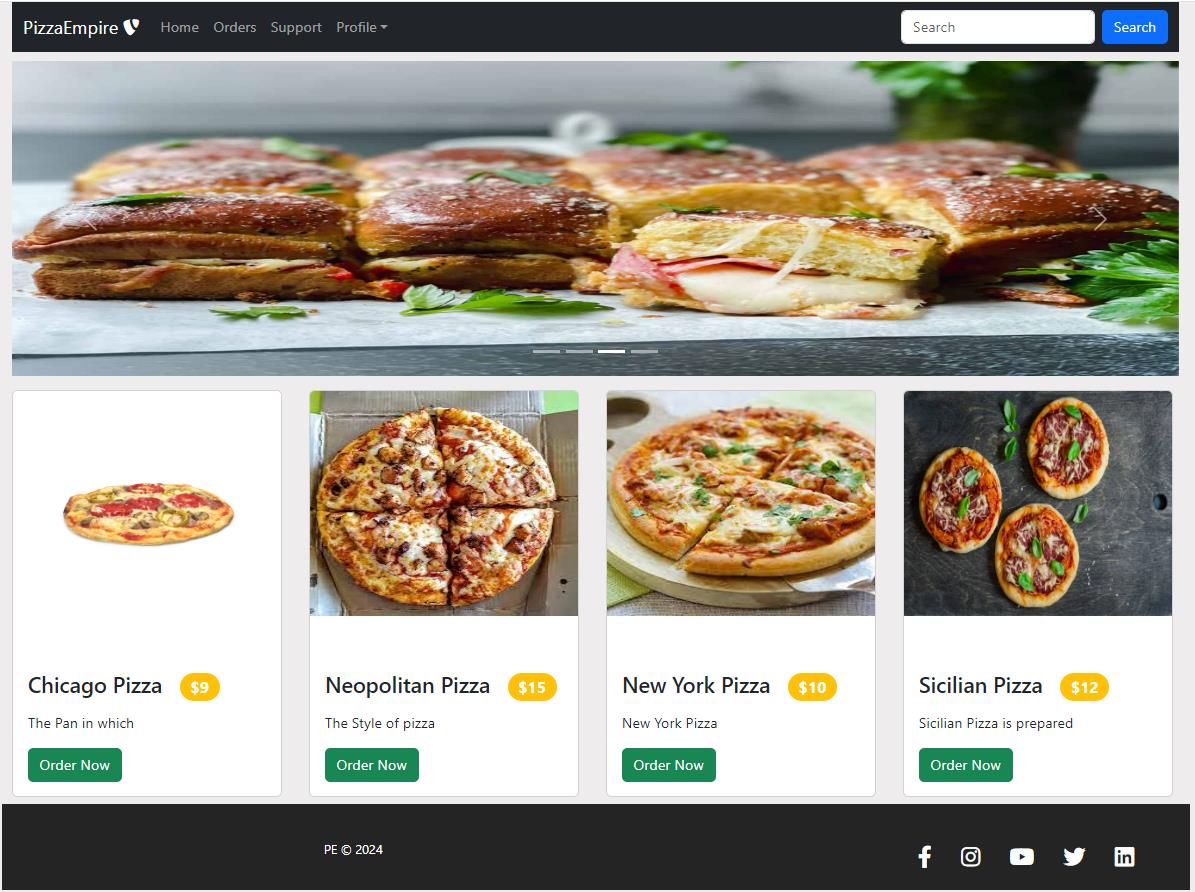 PizzaEmpire Home Orders Support Profile Search Search
Chicago Pizza $9
The Pan in which
Order Now
Neopolitan Pizza $15
The Style of pizza
Order Now
New York Pizza $10
New York Pizza
Order Now
Sicilian Pizza $12
Sicilian Pizza is prepared
Order Now
PE © 2024